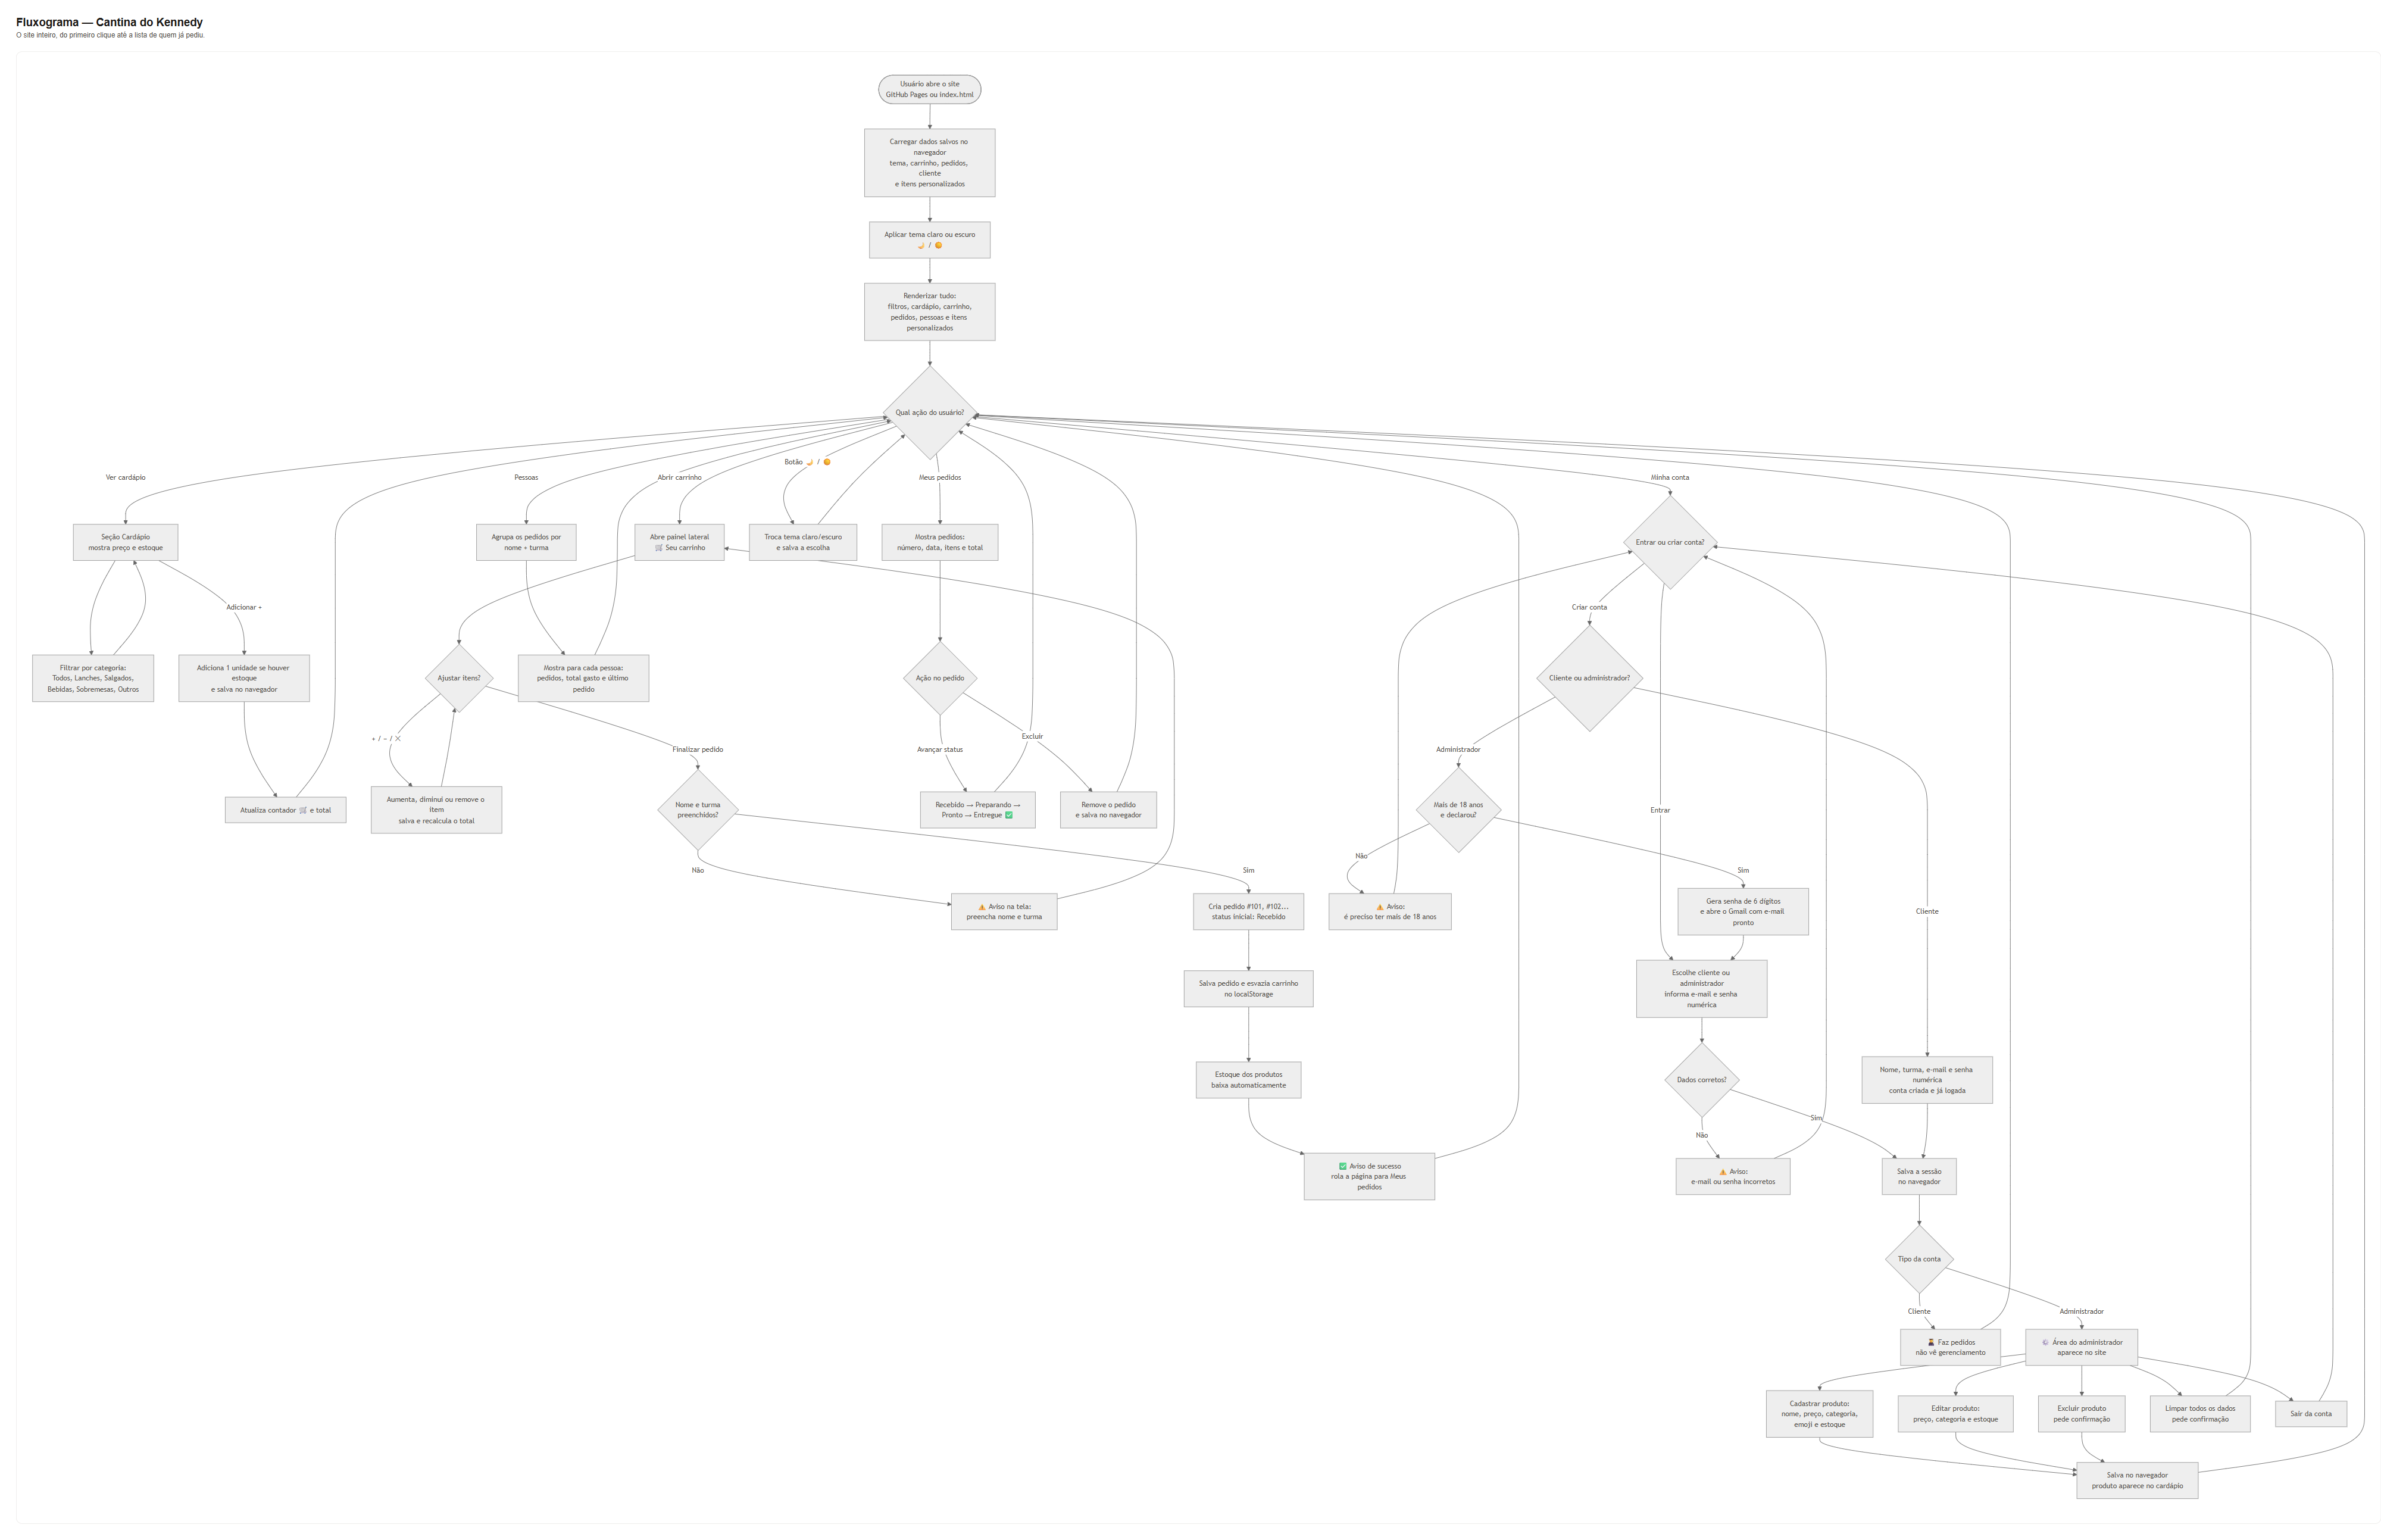 Fluxograma — Cantina do Kennedy
O site inteiro, do primeiro clique até a lista de quem já pediu.
Usuário abre o site
GitHub Pages ou index.html
Carregar dados salvos no
navegador
tema, carrinho, pedidos,
cliente
e itens personalizados
Aplicar tema claro ou escuro
🌙 / 🌞
Renderizar tudo:
filtros, cardápio, carrinho,
pedidos, pessoas e itens
personalizados
Qual ação do usuário?
Ver cardápio
Pessoas
Abrir carrinho
Botão 🌙 / 🌞
Meus pedidos
Minha conta
Seção Cardápio
mostra preço e estoque
Agrupa os pedidos por
nome + turma
Abre painel lateral
🛒 Seu carrinho
Troca tema claro/escuro
e salva a escolha
Mostra pedidos:
número, data, itens e total
Entrar ou criar conta?
Adicionar +
Criar conta
Filtrar por categoria:
Todos, Lanches, Salgados,
Bebidas, Sobremesas, Outros
Adiciona 1 unidade se houver
estoque
e salva no navegador
Ajustar itens?
Mostra para cada pessoa:
pedidos, total gasto e último
pedido
Ação no pedido
Cliente ou administrador?
+ / − / ✕
Finalizar pedido
Avançar status
Excluir
Administrador
Atualiza contador 🛒 e total
Aumenta, diminui ou remove o
item
salva e recalcula o total
Nome e turma
preenchidos?
Recebido → Preparando →
Pronto → Entregue ✅
Remove o pedido
e salva no navegador
Mais de 18 anos
e declarou?
Entrar
Não
Sim
Não
Sim
⚠️ Aviso na tela:
preencha nome e turma
Cria pedido #101, #102...
status inicial: Recebido
⚠️ Aviso:
é preciso ter mais de 18 anos
Gera senha de 6 dígitos
e abre o Gmail com e-mail
pronto
Cliente
Salva pedido e esvazia carrinho
no localStorage
Escolhe cliente ou
administrador
informa e-mail e senha
numérica
Estoque dos produtos
baixa automaticamente
Dados corretos?
Nome, turma, e-mail e senha
numérica
conta criada e já logada
Não
Sim
✅ Aviso de sucesso
rola a página para Meus
pedidos
⚠️ Aviso:
e-mail ou senha incorretos
Salva a sessão
no navegador
Tipo da conta
Cliente
Administrador
Faz pedidos
não vê gerenciamento
Área do administrador
aparece no site
Cadastrar produto:
nome, preço, categoria,
emoji e estoque
Editar produto:
preço, categoria e estoque
Excluir produto
pede confirmação
Limpar todos os dados
pede confirmação
Sair da conta
Salva no navegador
produto aparece no cardápio